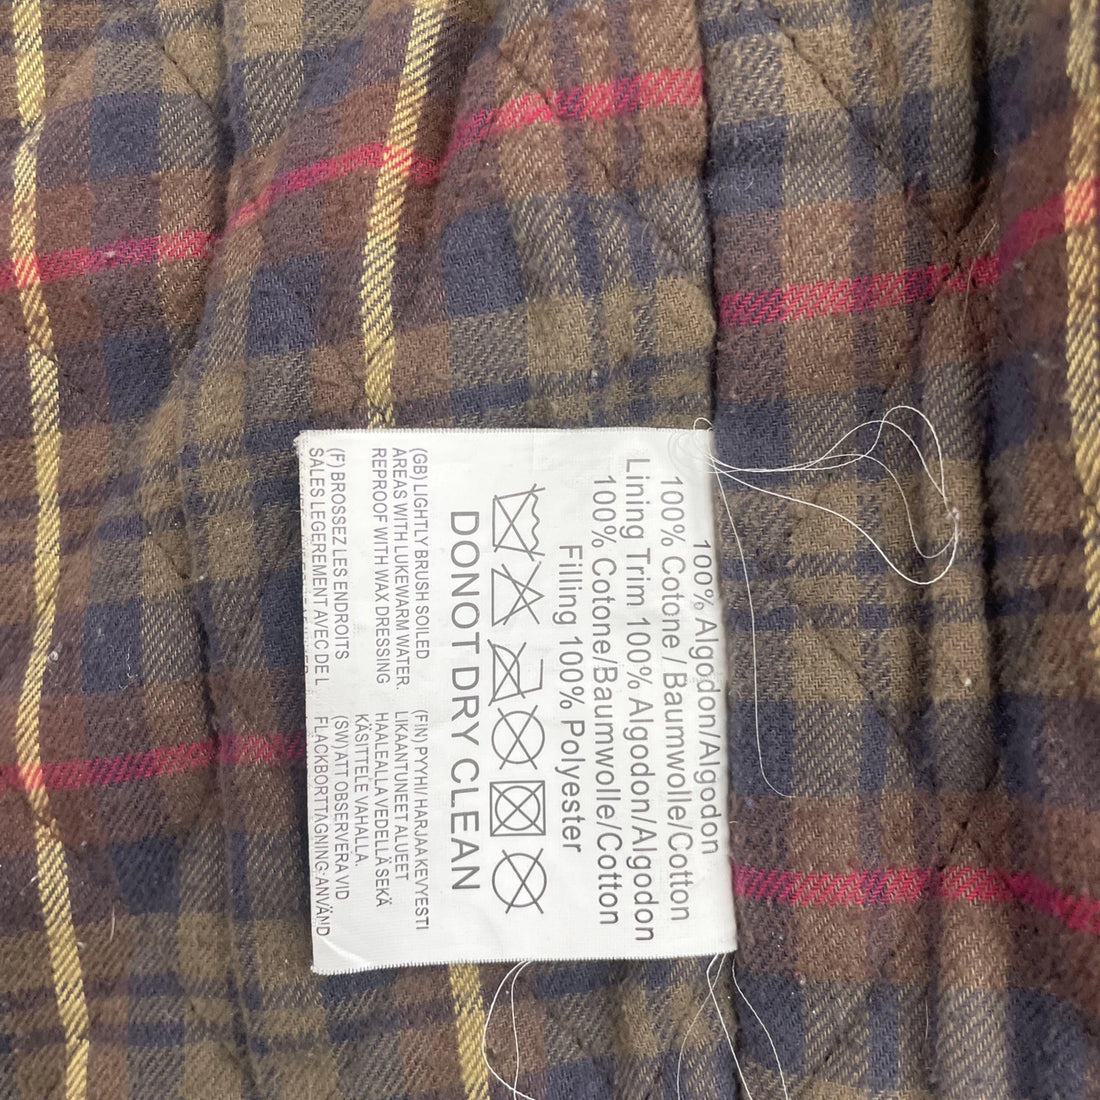 100% Algodon/Algodon
100% Cotone / Baumwolle/Cotton
Lining Trim 100% Algodon/Algodon
100% Cotone/Baumwolle/Cotton
Filling 100% Polyester
DONOT DRY CLEAN
(GB) LIGHTLY BRUSH SOILED
AREAS WITH LUKEWARM WATER.
REPROOF WITH WAX DRESSING
(F) BROSSEZ LES ENDROITS
SALES LEGEREMENT AVEC DE L
(FIN) PYYHI/ HARJAA KEVYESTI
LIKAANTUNEET ALUEET
HAALEALLA VEDELLÄ SEKÄ
KÄSITTELE VAHALLA.
(SW) ATT OBSERVERA VID
FLACKBORTTAGNING:ANVÄND